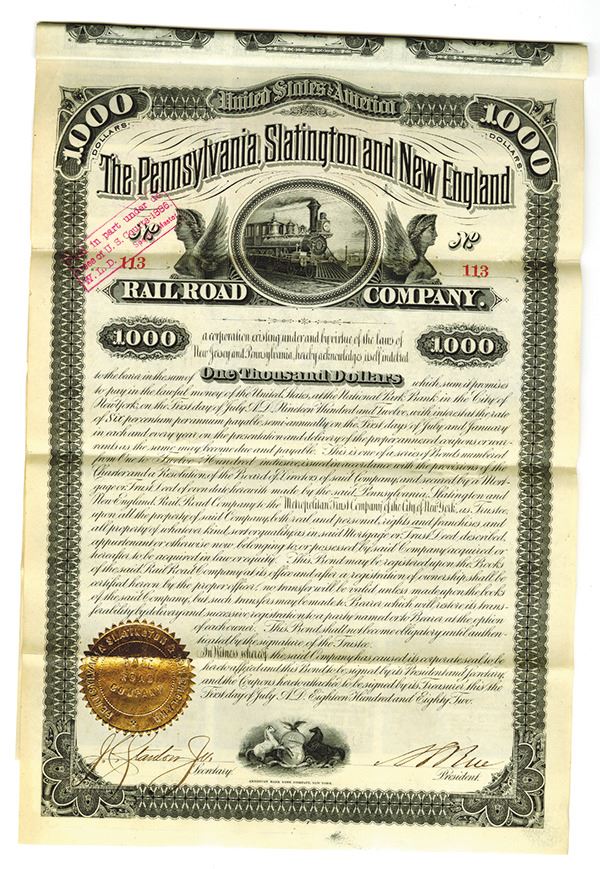 United States of America
1000
DOLLARS.
1000
DOLLARS.
The Pennsylvania, Slatington and New England
No
113
No
113
in part under
of U.S. Courts 1886.
W. L. D.
RAIL ROAD COMPANY.
1000
1000
a corporation existing under and by virtue of the laws of
New Jersey and Pennsylvania, hereby acknowledges itself indebted
to the bearer in the sum of One Thousand Dollars which sum it promises
to pay in the lawful money of the United States, at the National Park Bank in the City of
New York, on the First day of July, A.D. Nineteen Hundred and Twelve, with interest at the rate
of Six per centum per annum payable, semi-annually on the First days of July and January
in each and every year, on the presentation and delivery of the proper annexed coupons or war-
rants as the same may become due and payable. This is one of a series of Bonds numbered
from One to Hundred inclusive, issued in accordance with the provisions of the
Charter and a Resolution of the Board of Directors of said Company, and secured by a Mort-
gage or Trust Deed of even date herewith made by the said, Pennsylvania, Slatington and
New England, Rail Road Company to the Metropolitan Trust Company of the City of New York, as Trustee,
upon all the property of said Company, both real and personal, rights and franchises, and
all property of whatever kind, sort or quality, as in said Mortgage or Trust Deed described,
appurtenant or otherwise now belonging to, or possessed by said Company, acquired or
hereafter to be acquired in law or equity. This Bond may be registered upon the Books
of the said Rail Road Company at its office and after a registration of ownership shall be
certified hereon by the proper officer, no transfer will be valid unless made upon the books
of the said Company, but such transfers may be made to Bearer, which will restore its trans-
ferability by delivery and successive registration to a party named or to Bearer at the option
of each owner. This Bond shall not become obligatory until authen-
ticated by the signature of the Trustee.
In Witness whereof, the said Company has caused its corporate seal to be
hereto affixed and this Bond to be signed by its President and Secretary,
and the Coupons hereto attached to be signed by its Treasurer this the
First day of July, A.D. Eighteen Hundred and Eighty Two.
PENNSYLVANIA SLATINGTON & NEW ENGLAND
RAIL
ROAD
COMPANY
Secretary.
President.
AMERICAN BANK NOTE COMPANY, NEW YORK.